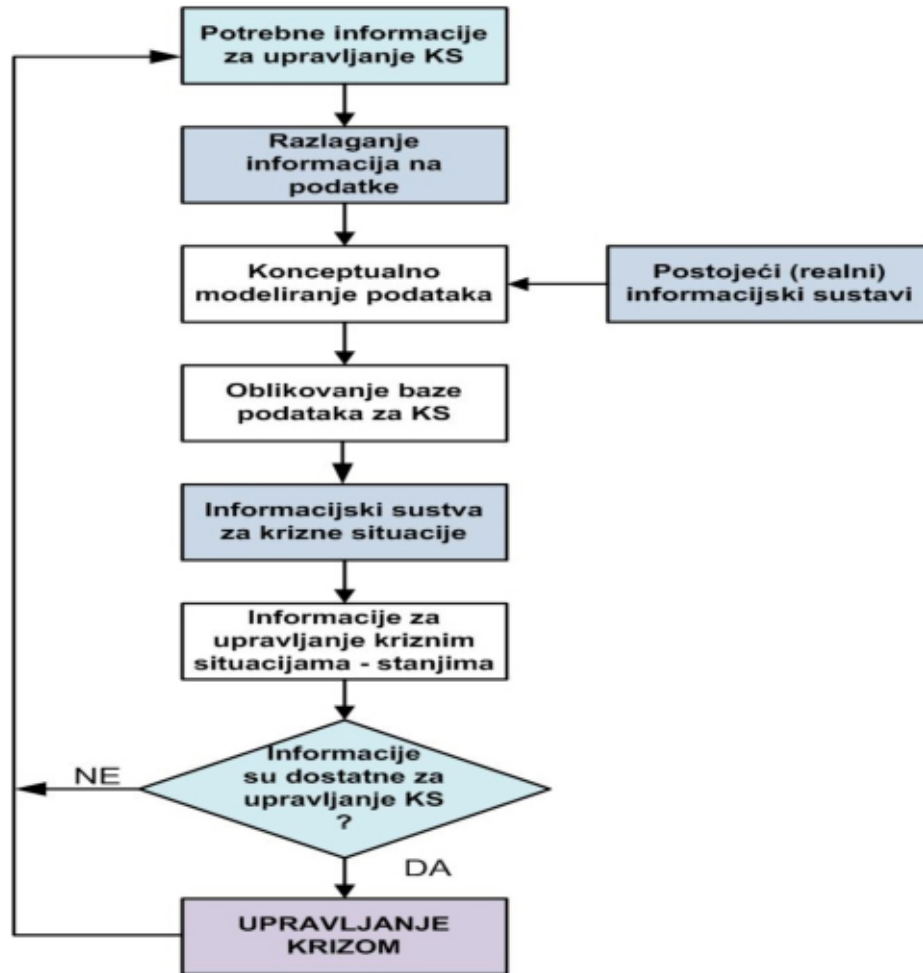 Potrebne informacije
za upravljanje KS
Razlaganje
informacija na
podatke
Konceptualno
modeliranje podataka
Postojeći (realni)
informacijski sustavi
Oblikovanje baze
podataka za KS
Informacijski sustva
za krizne situacije
Informacije za
upravljanje kriznim
situacijama - stanjima
Informacije
su dostatne za
upravljanje KS
?
NE
DA
UPRAVLJANJE
KRIZOM